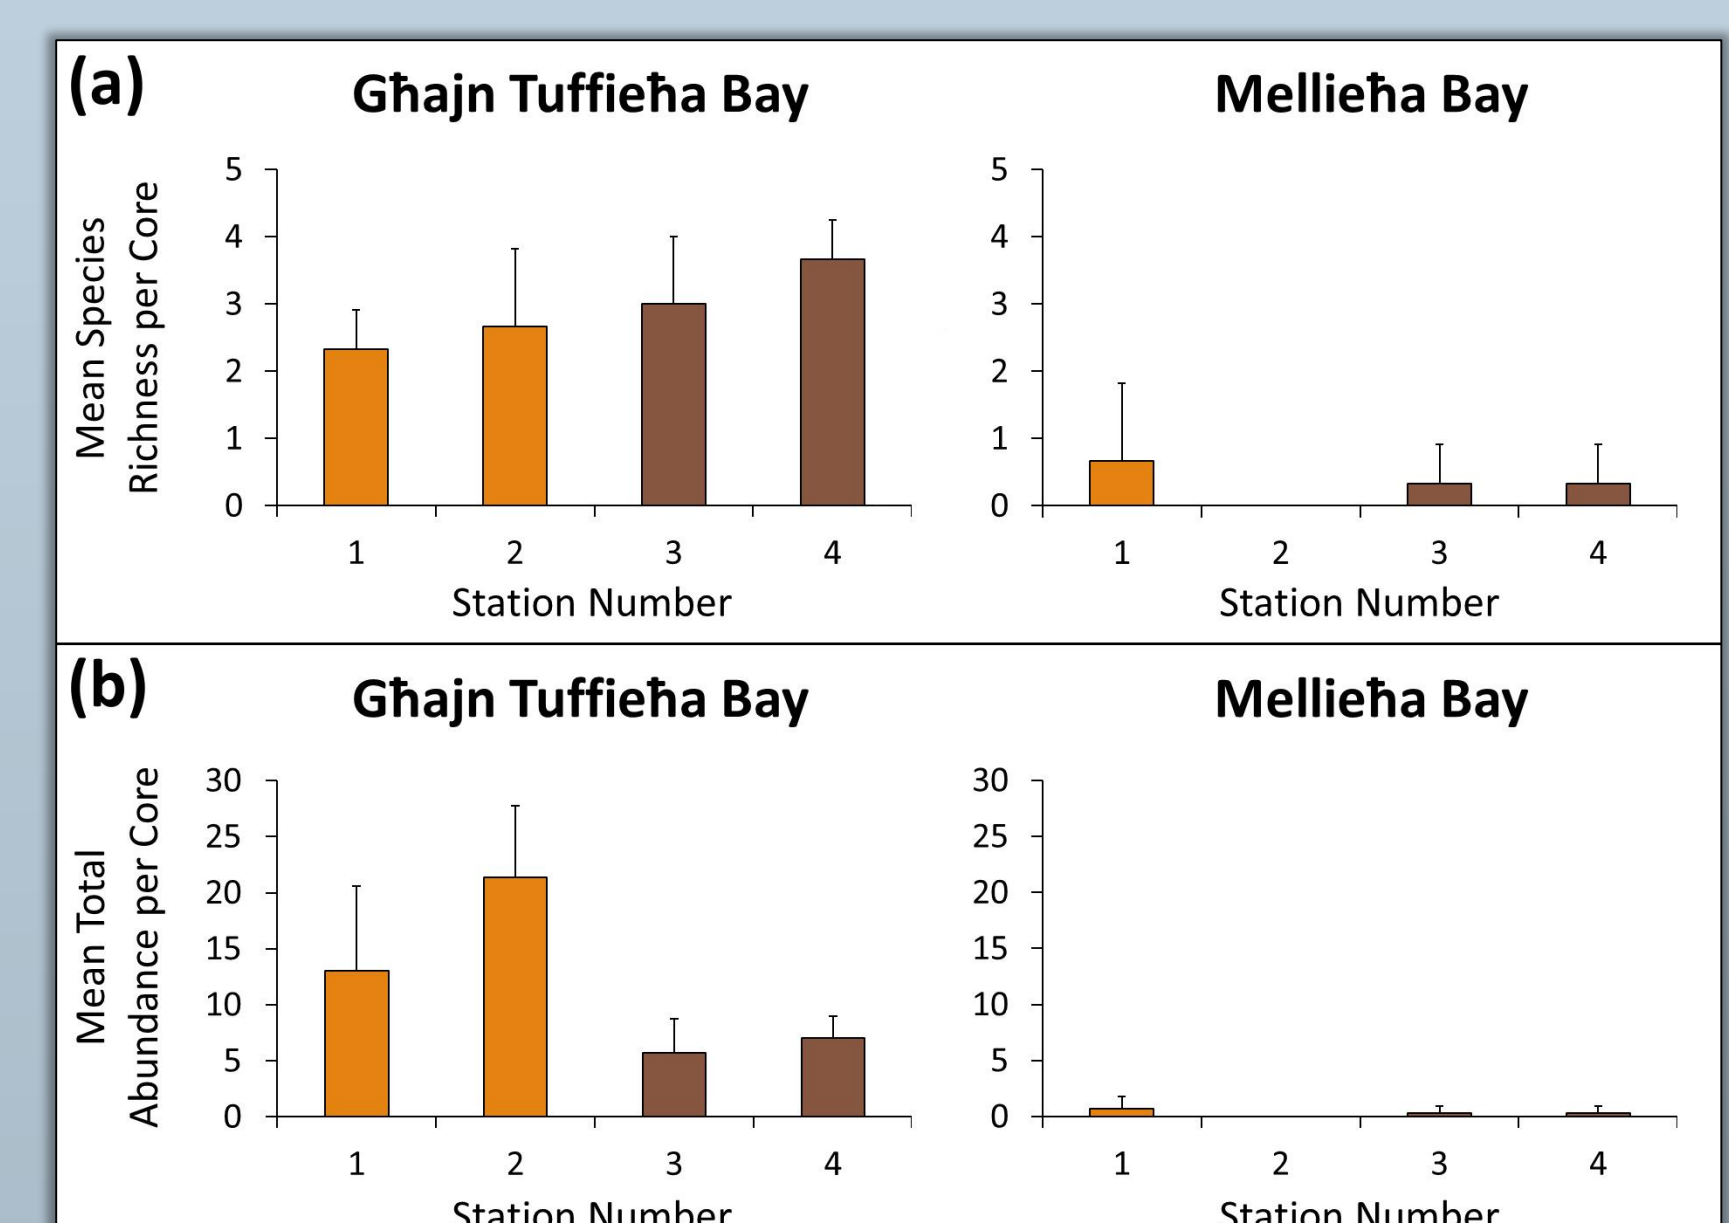 (a)
Għajn Tuffieħa Bay
Mean Species
Richness per Core
5
4
3
2
1
0
1 2 3 4
Station Number
Mellieħa Bay
5
4
3
2
1
0
1 2 3 4
Station Number
(b)
Għajn Tuffieħa Bay
Mean Total
Abundance per Core
30
25
20
15
10
5
0
1 2 3 4
Station Number
Mellieħa Bay
30
25
20
15
10
5
0
1 2 3 4
Station Number